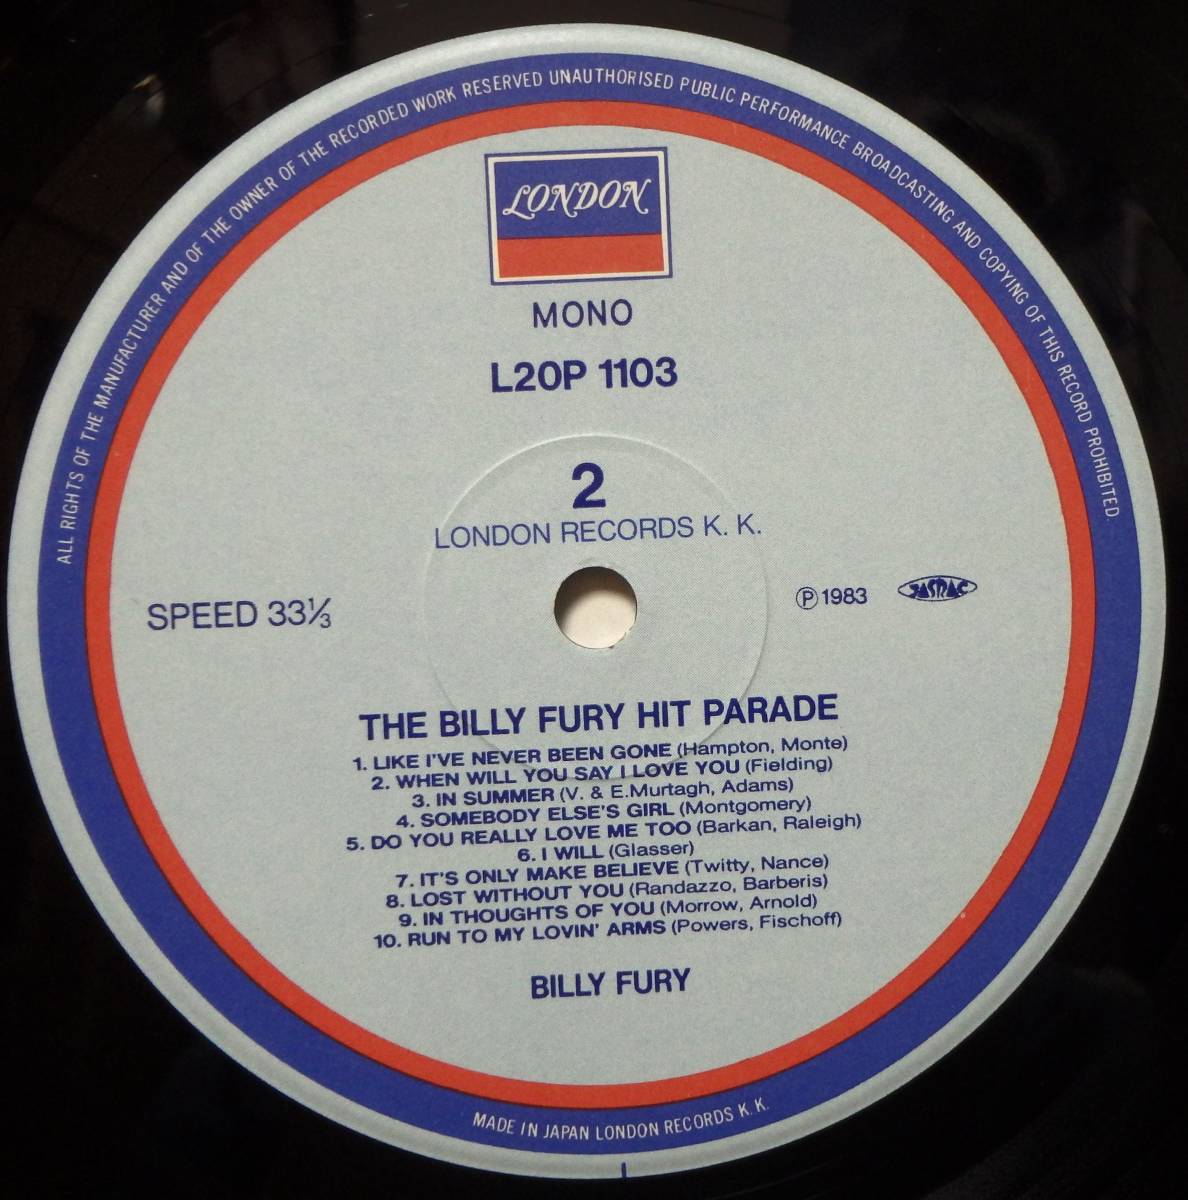 ALL RIGHTS OF THE MANUFACTURER AND OF THE OWNER OF THE RECORDED WORK RESERVED UNAUTHORISED PUBLIC PERFORMANCE BROADCASTING AND COPYING OF THIS RECORD PROHIBITED.
LONDON
MONO
L20P 1103
2
LONDON RECORDS K. K.
SPEED 33⅓
Ⓟ1983 JASRAC
THE BILLY FURY HIT PARADE
1. LIKE I'VE NEVER BEEN GONE (Hampton, Monte)
2. WHEN WILL YOU SAY I LOVE YOU (Fielding)
3. IN SUMMER (V. & E.Murtagh, Adams)
4. SOMEBODY ELSE'S GIRL (Montgomery)
5. DO YOU REALLY LOVE ME TOO (Barkan, Raleigh)
6. I WILL (Glasser)
7. IT'S ONLY MAKE BELIEVE (Twitty, Nance)
8. LOST WITHOUT YOU (Randazzo, Barberis)
9. IN THOUGHTS OF YOU (Morrow, Arnold)
10. RUN TO MY LOVIN' ARMS (Powers, Fischoff)
BILLY FURY
MADE IN JAPAN LONDON RECORDS K. K.